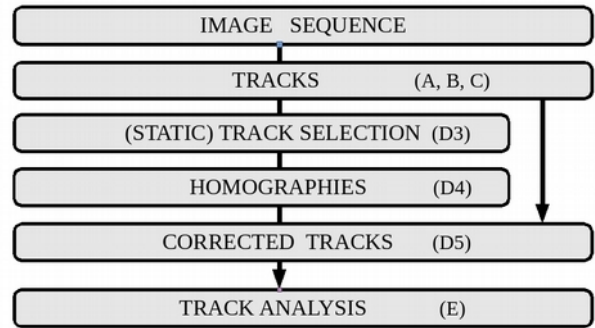 IMAGE SEQUENCE
TRACKS (A, B, C)
(STATIC) TRACK SELECTION (D3)
HOMOGRAPHIES (D4)
CORRECTED TRACKS (D5)
TRACK ANALYSIS (E)